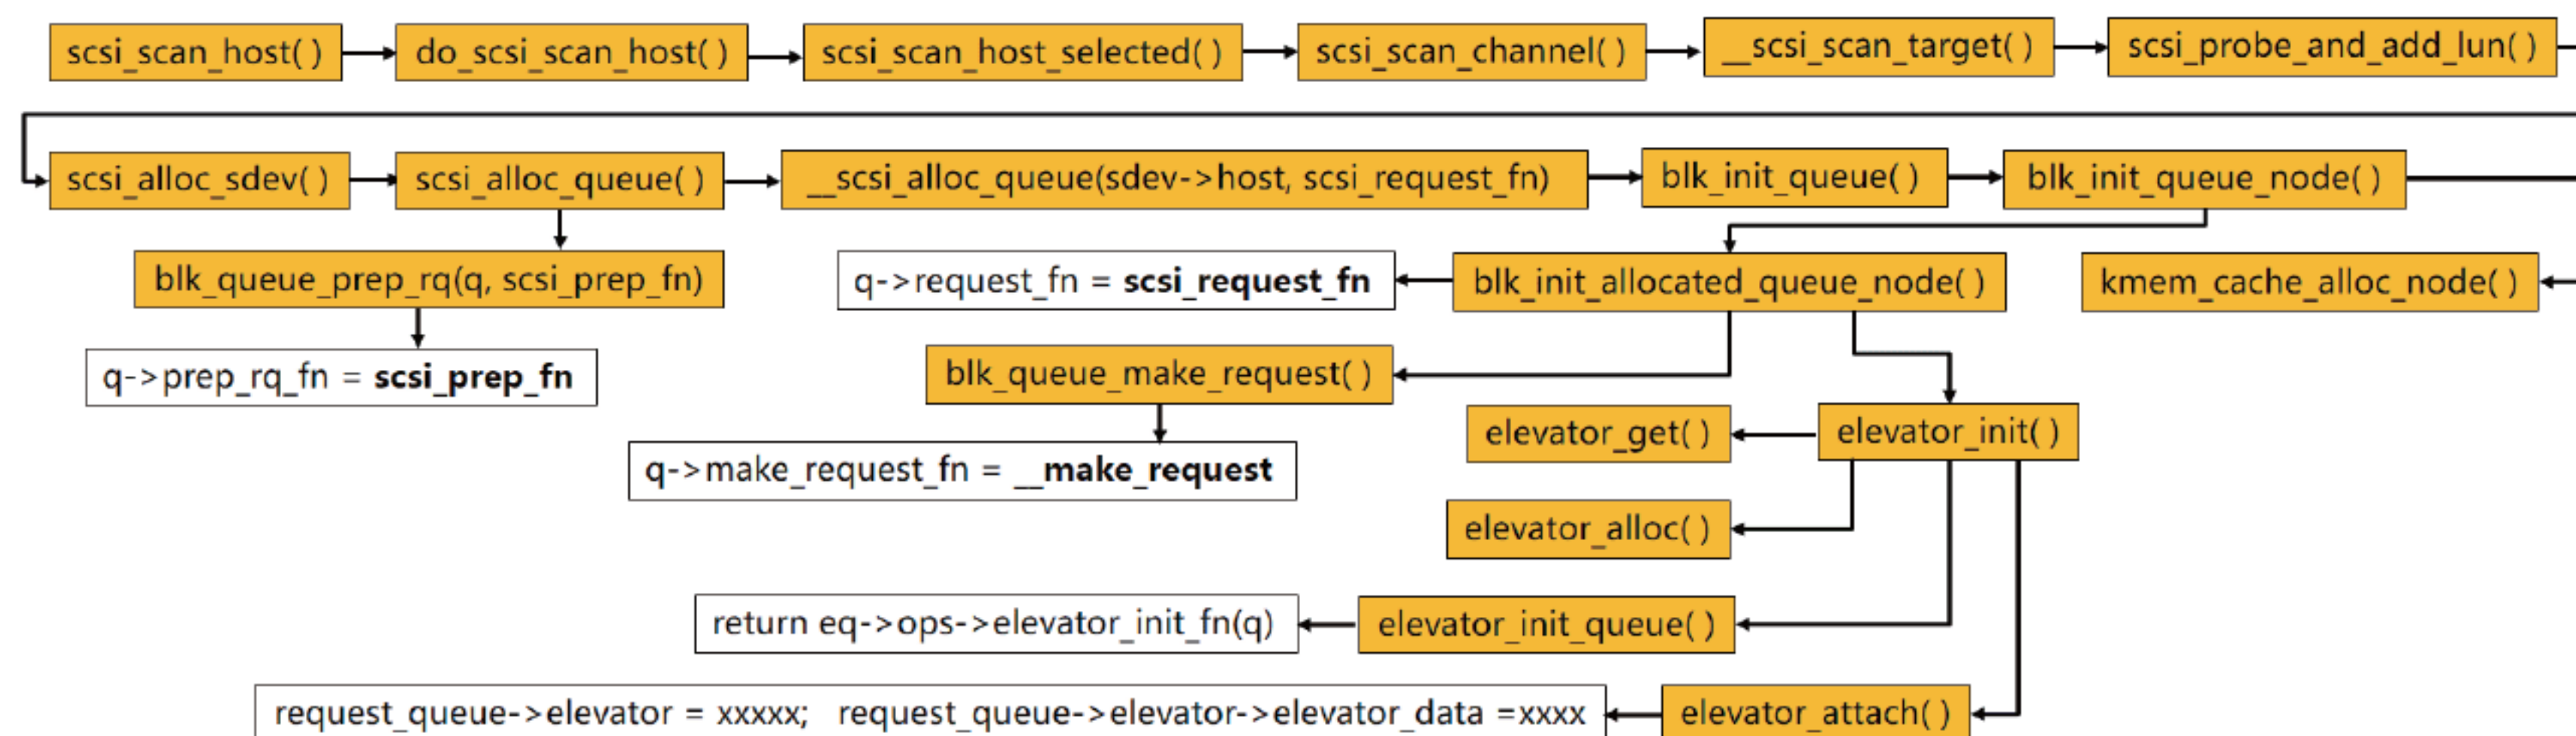 scsi_scan_host( )
do_scsi_scan_host( )
scsi_scan_host_selected( )
scsi_scan_channel( )
__scsi_scan_target( )
scsi_probe_and_add_lun( )
scsi_alloc_sdev( )
scsi_alloc_queue( )
__scsi_alloc_queue(sdev->host, scsi_request_fn)
blk_init_queue( )
blk_init_queue_node( )
blk_queue_prep_rq(q, scsi_prep_fn)
q->request_fn = scsi_request_fn
blk_init_allocated_queue_node( )
kmem_cache_alloc_node( )
q->prep_rq_fn = scsi_prep_fn
blk_queue_make_request( )
elevator_get( )
elevator_init( )
q->make_request_fn = __make_request
elevator_alloc( )
return eq->ops->elevator_init_fn(q)
elevator_init_queue( )
request_queue->elevator = xxxxx;   request_queue->elevator->elevator_data =xxxx
elevator_attach( )